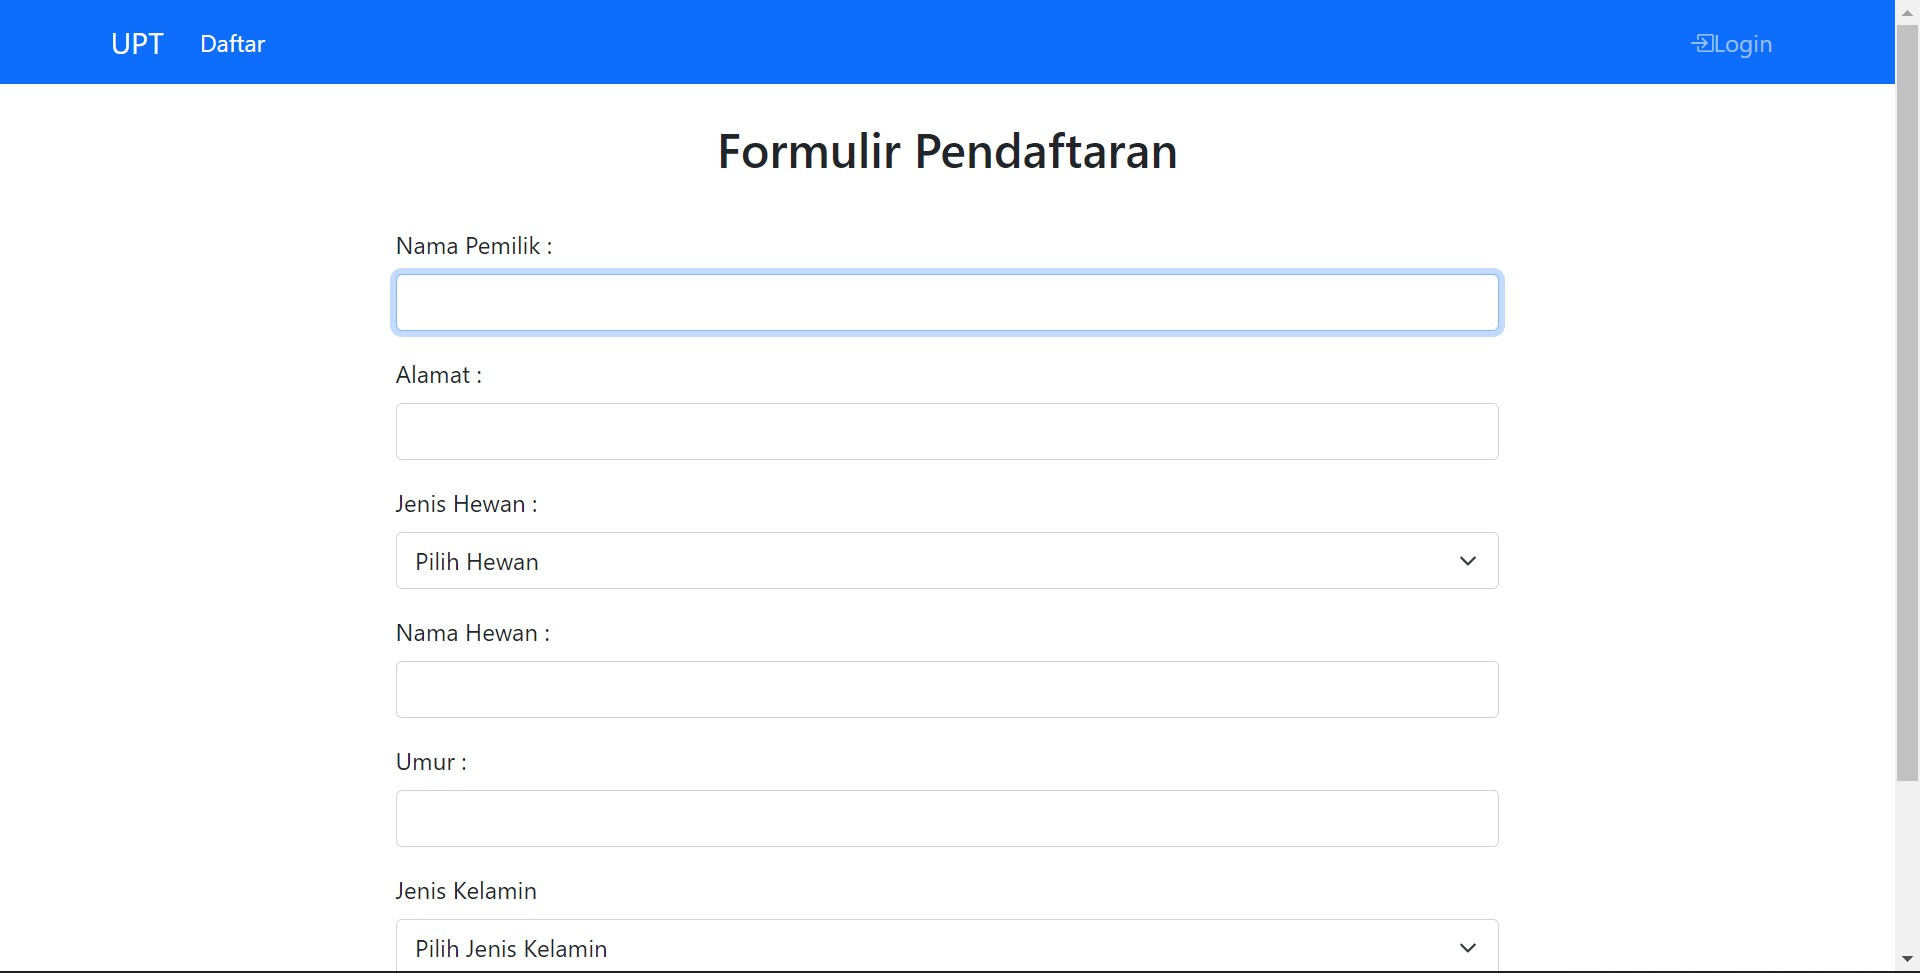 UPT Daftar Login
Formulir Pendaftaran
Nama Pemilik :
Alamat :
Jenis Hewan :
Pilih Hewan
Nama Hewan :
Umur :
Jenis Kelamin
Pilih Jenis Kelamin